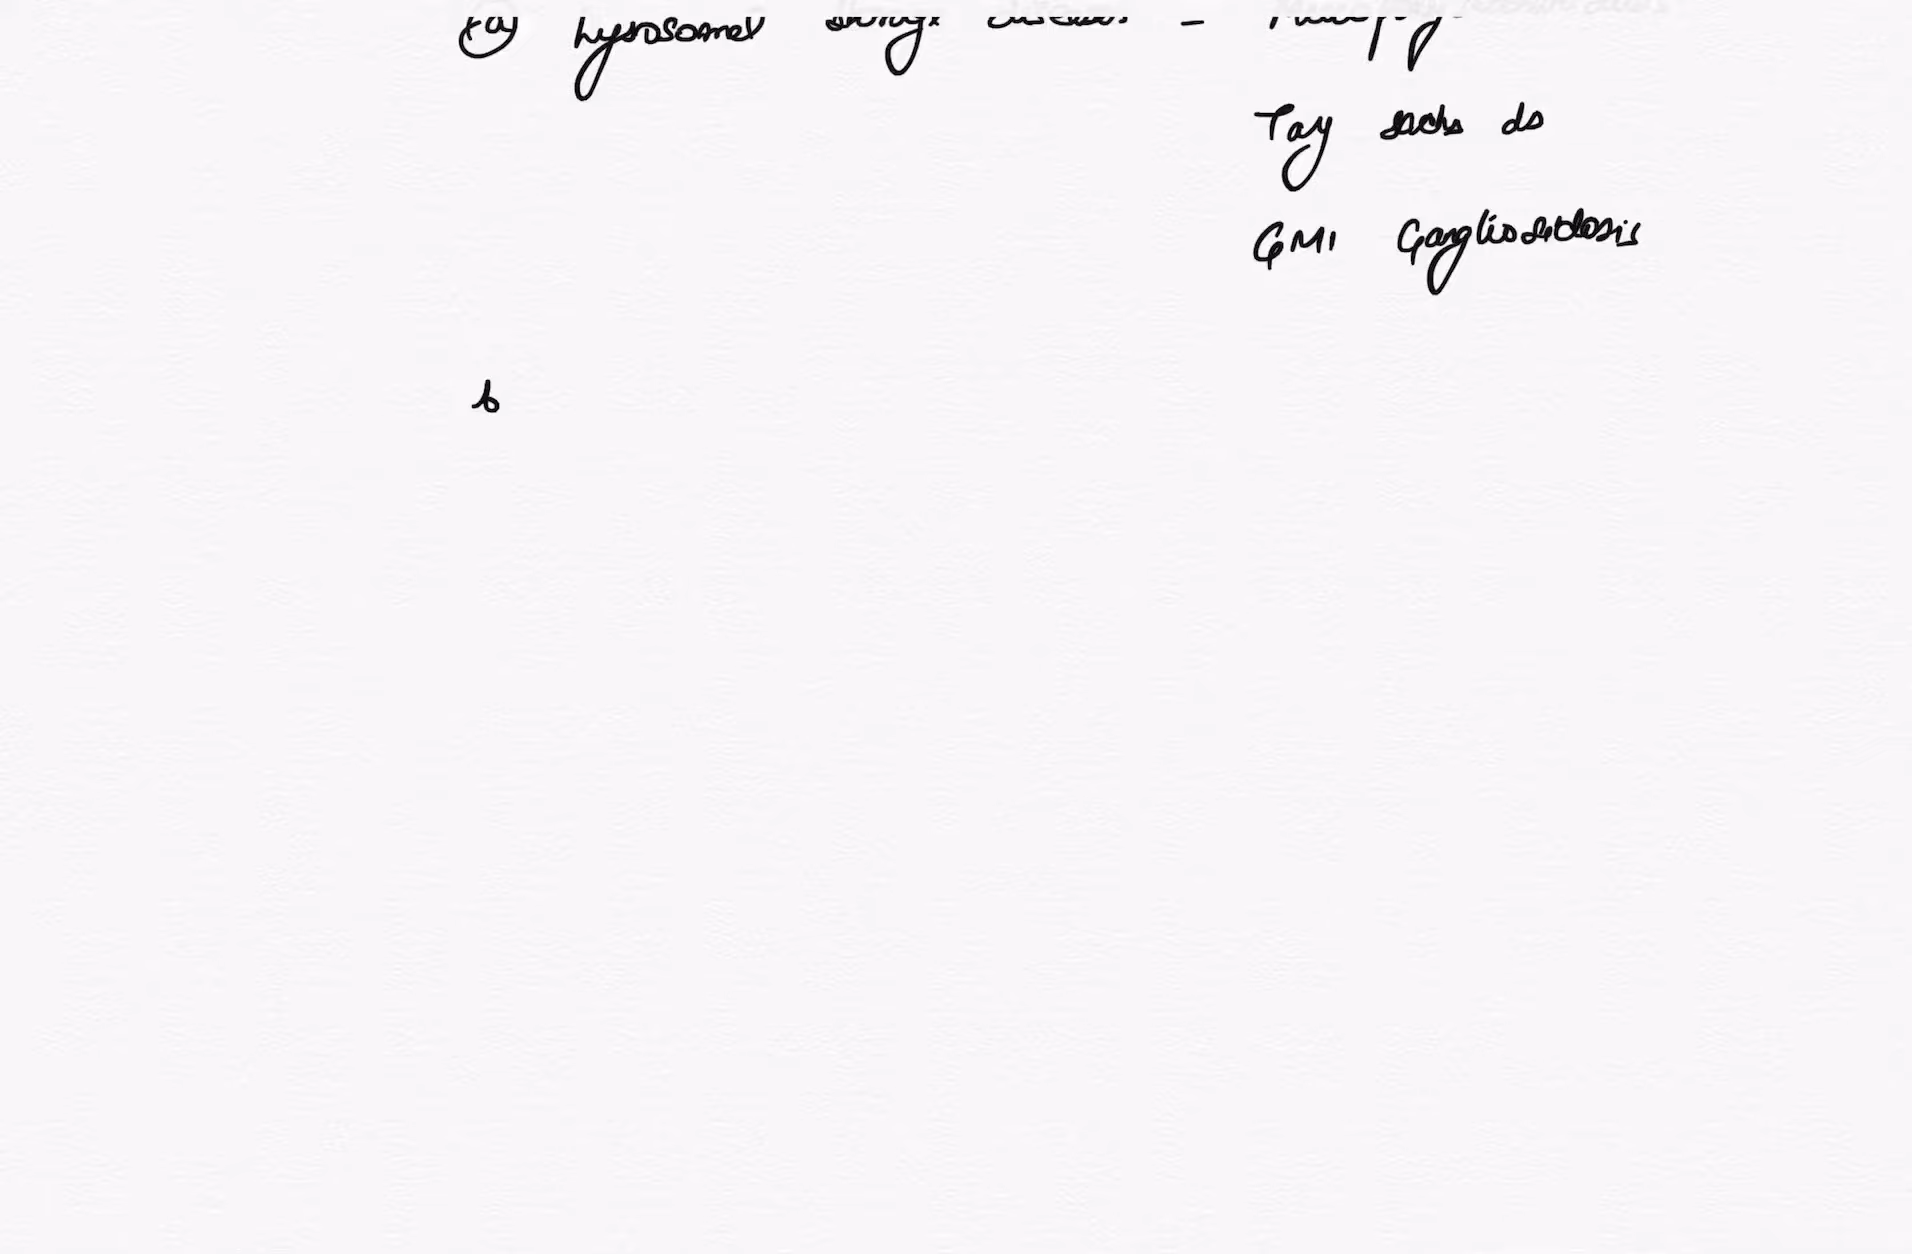 Lysosomal storage diseases -
Tay sachs ds
GM1 Gangliosidosis
b